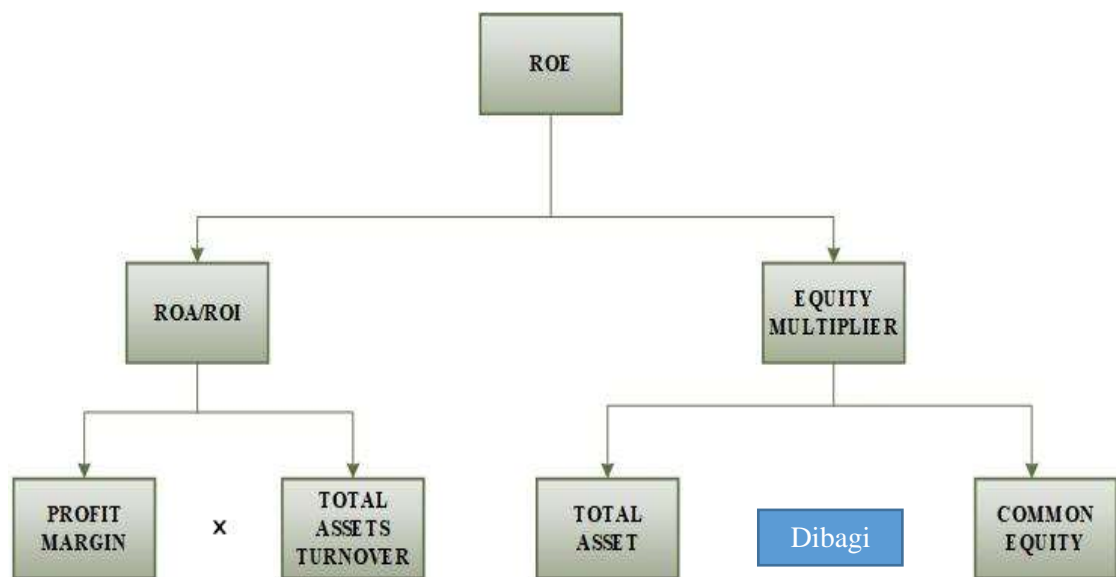 ROE
ROA/ROI
EQUITY
MULTIPLIER
PROFIT
MARGIN
x
TOTAL
ASSETS
TURNOVER
TOTAL
ASSET
Dibagi
COMMON
EQUITY